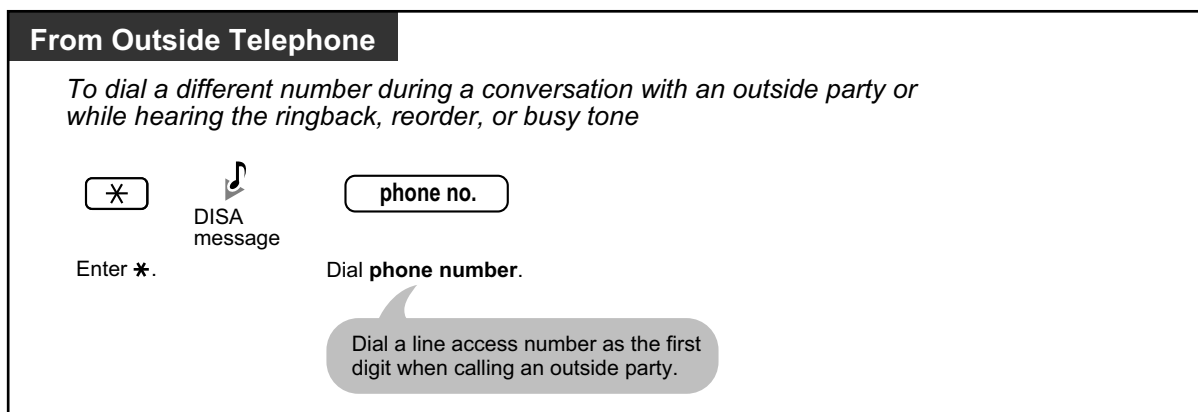 From Outside Telephone
To dial a different number during a conversation with an outside party or
while hearing the ringback, reorder, or busy tone
phone no.
DISA
message
Enter *.
Dial phone number.
Dial a line access number as the first
digit when calling an outside party.